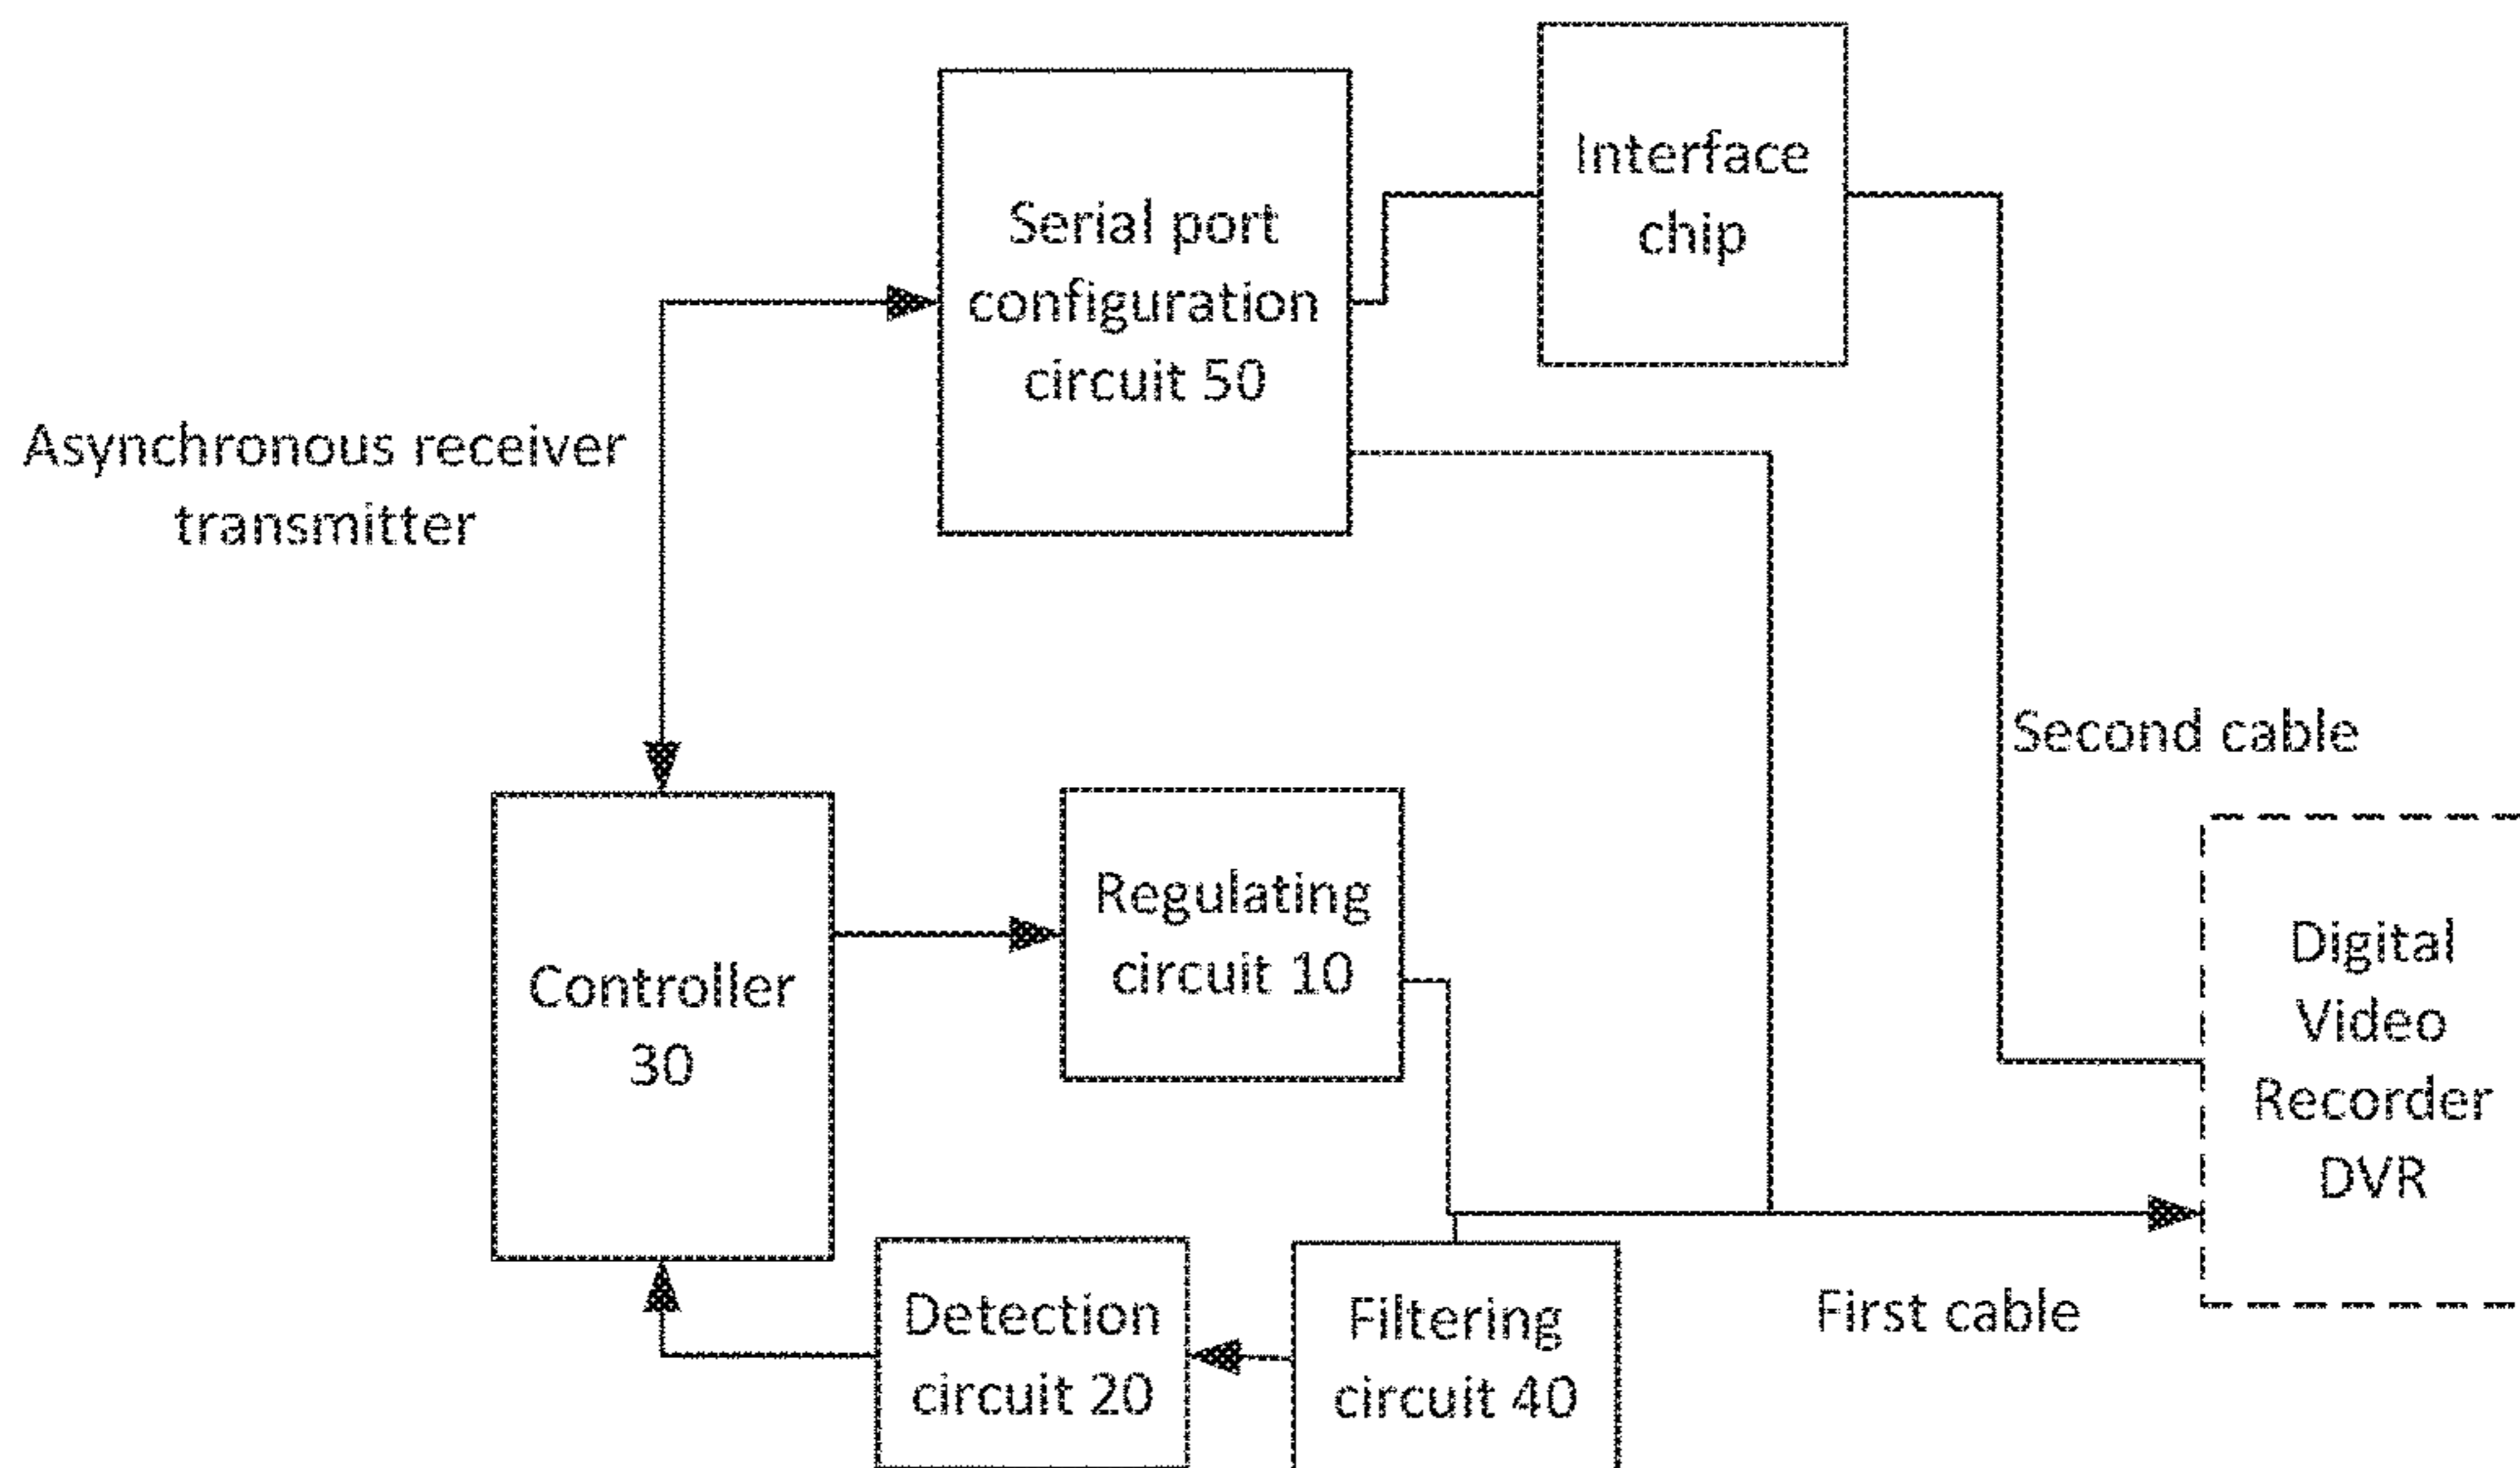 Interface
chip
Serial port
configuration
circuit 50
Asynchronous receiver
transmitter
Second cable
Regulating
circuit 10
Controller
30
Digital
Video
Recorder
DVR
Detection
circuit 20
Filtering
circuit 40
First cable